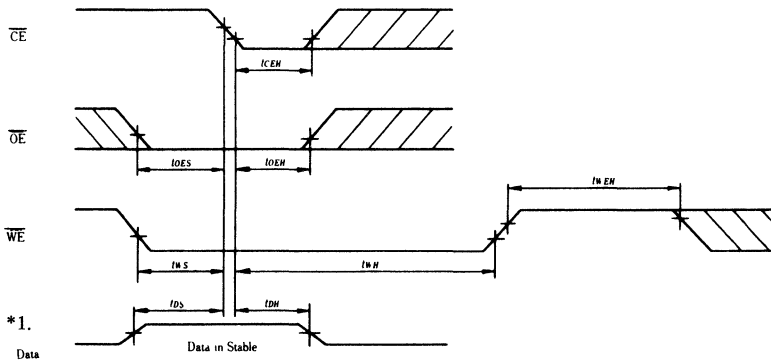 CE
tCEH
OE
tOES tOEH
tWEH
WE
tWS tWH
tDS tDH
*1.
Data in Stable
Data